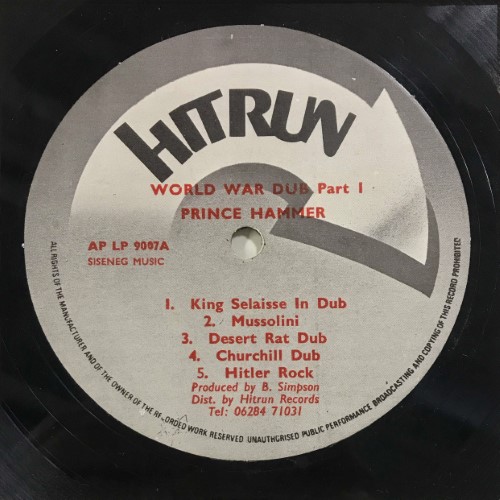 HITRUN
WORLD WAR DUB Part 1
PRINCE HAMMER
AP LP 9007A
SISENEG MUSIC
1. King Selaisse In Dub
2. Mussolini
3. Desert Rat Dub
4. Churchill Dub
5. Hitler Rock
Produced by B. Simpson
Dist. by Hitrun Records
Tel: 06284 71031
ALL RIGHTS OF THE MANUFACTURER AND OF THE OWNER OF THE RECORDED WORK RESERVED UNAUTHORISED PUBLIC PERFORMANCE BROADCASTING AND COPYING OF THIS RECORD PROHIBITED